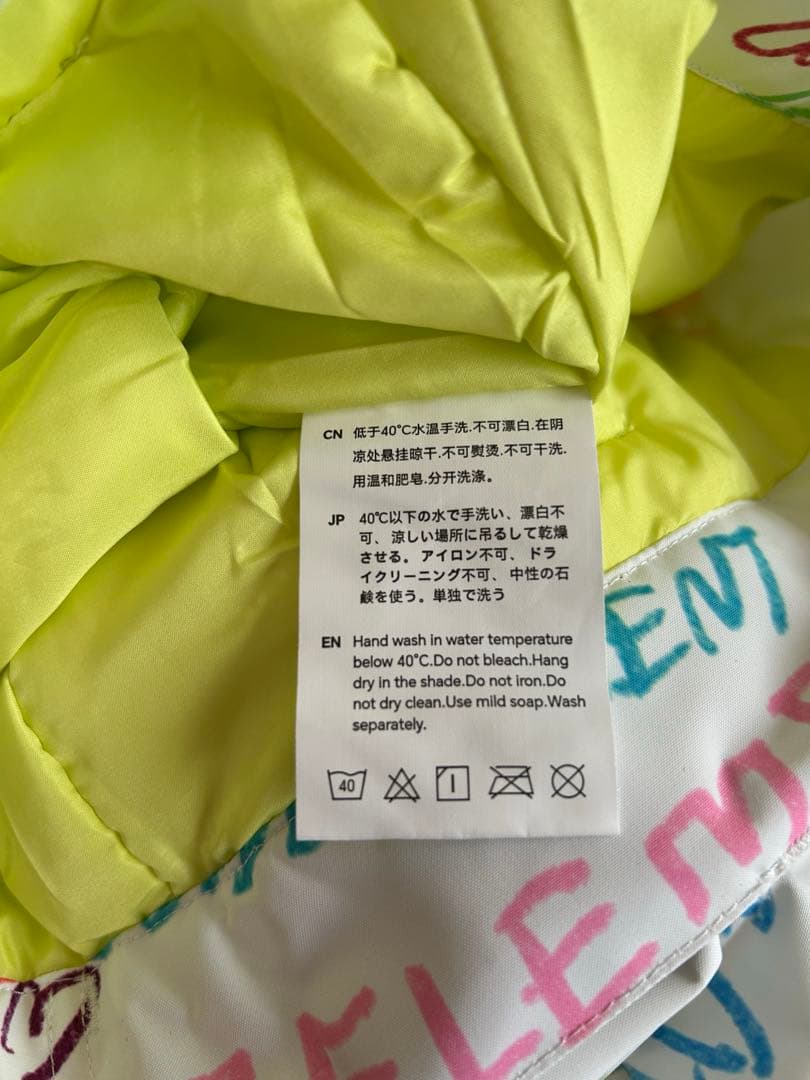 CN 低于40°C水温手洗.不可漂白.在阴
凉处悬挂晾干.不可熨烫.不可干洗.
用温和肥皂.分开洗涤。
JP 40℃以下の水で手洗い、漂白不
可、涼しい場所に吊るして乾燥
させる。アイロン不可、ドラ
イクリーニング不可、中性の石
鹸を使う。単独で洗う
EN Hand wash in water temperature
below 40°C.Do not bleach.Hang
dry in the shade.Do not iron.Do
not dry clean.Use mild soap.Wash
separately.
40
ENT
ELEM